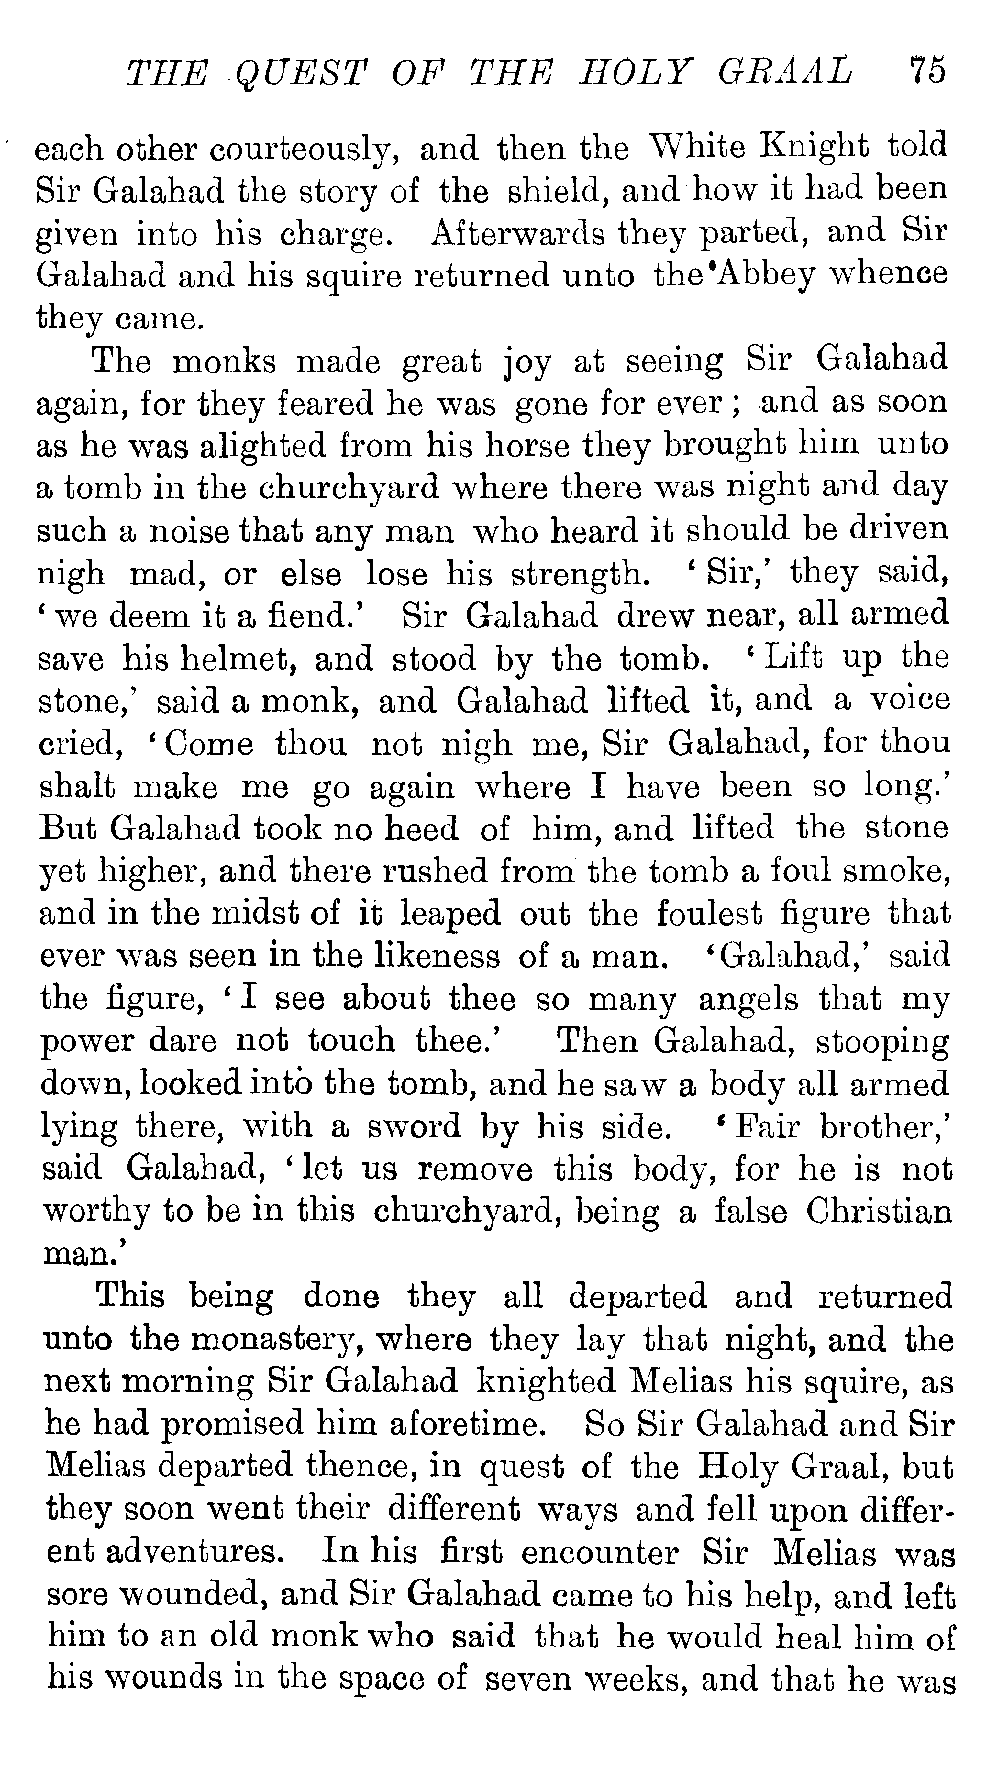 THE QUEST OF THE HOLY GRAAL 75
each other courteously, and then the White Knight told
Sir Galahad the story of the shield, and how it had been
given into his charge. Afterwards they parted, and Sir
Galahad and his squire returned unto the Abbey whence
they came.
The monks made great joy at seeing Sir Galahad
again, for they feared he was gone for ever; and as soon
as he was alighted from his horse they brought him unto
a tomb in the churchyard where there was night and day
such a noise that any man who heard it should be driven
nigh mad, or else lose his strength. ‘Sir,’ they said,
‘we deem it a fiend.’ Sir Galahad drew near, all armed
save his helmet, and stood by the tomb. ‘Lift up the
stone,’ said a monk, and Galahad lifted it, and a voice
cried, ‘Come thou not nigh me, Sir Galahad, for thou
shalt make me go again where I have been so long.’
But Galahad took no heed of him, and lifted the stone
yet higher, and there rushed from the tomb a foul smoke,
and in the midst of it leaped out the foulest figure that
ever was seen in the likeness of a man. ‘Galahad,’ said
the figure, ‘I see about thee so many angels that my
power dare not touch thee.’ Then Galahad, stooping
down, looked into the tomb, and he saw a body all armed
lying there, with a sword by his side. ‘Fair brother,’
said Galahad, ‘let us remove this body, for he is not
worthy to be in this churchyard, being a false Christian
man.’
This being done they all departed and returned
unto the monastery, where they lay that night, and the
next morning Sir Galahad knighted Melias his squire, as
he had promised him aforetime. So Sir Galahad and Sir
Melias departed thence, in quest of the Holy Graal, but
they soon went their different ways and fell upon differ-
ent adventures. In his first encounter Sir Melias was
sore wounded, and Sir Galahad came to his help, and left
him to an old monk who said that he would heal him of
his wounds in the space of seven weeks, and that he was